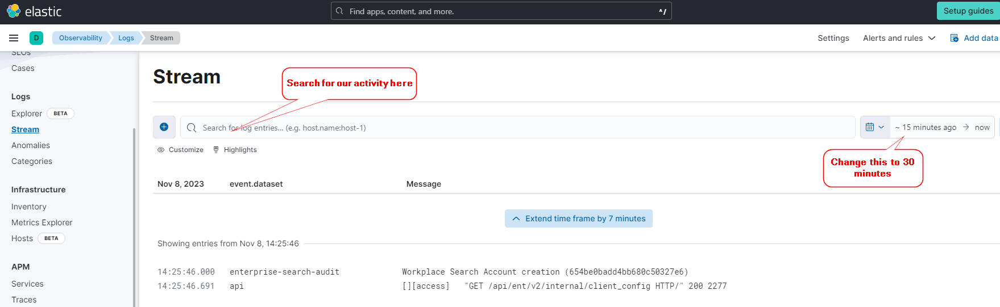 elastic
Find apps, content, and more.
^/
Setup guides
D
Observability
Logs
Stream
Settings
Alerts and rules
Add data
SLOs
Cases
Logs
Explorer BETA
Stream
Anomalies
Categories
Infrastructure
Inventory
Metrics Explorer
Hosts BETA
APM
Services
Traces
Stream
Search for our activity here
Search for log entries... (e.g. host.name:host-1)
~ 15 minutes ago → now
Customize
Highlights
Change this to 30
minutes
Nov 8, 2023 event.dataset Message
Extend time frame by 7 minutes
Showing entries from Nov 8, 14:25:46
14:25:46.000 enterprise-search-audit Workplace Search Account creation (654be0badd4bb680c50327e6)
14:25:46.691 api [][access] "GET /api/ent/v2/internal/client_config HTTP/" 200 2277